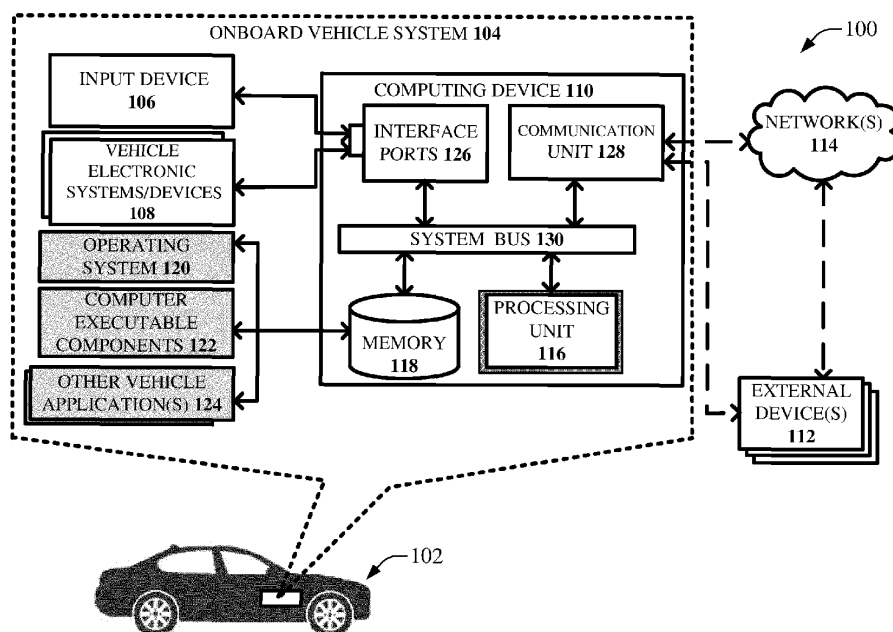 ONBOARD VEHICLE SYSTEM 104
100
INPUT DEVICE
106
VEHICLE
ELECTRONIC
SYSTEMS/DEVICES
108
OPERATING
SYSTEM 120
COMPUTER
EXECUTABLE
COMPONENTS 122
OTHER VEHICLE
APPLICATION(S) 124
COMPUTING DEVICE 110
INTERFACE
PORTS 126
COMMUNICATION
UNIT 128
SYSTEM BUS 130
MEMORY
118
PROCESSING
UNIT
116
NETWORK(S)
114
EXTERNAL
DEVICE(S)
112
102